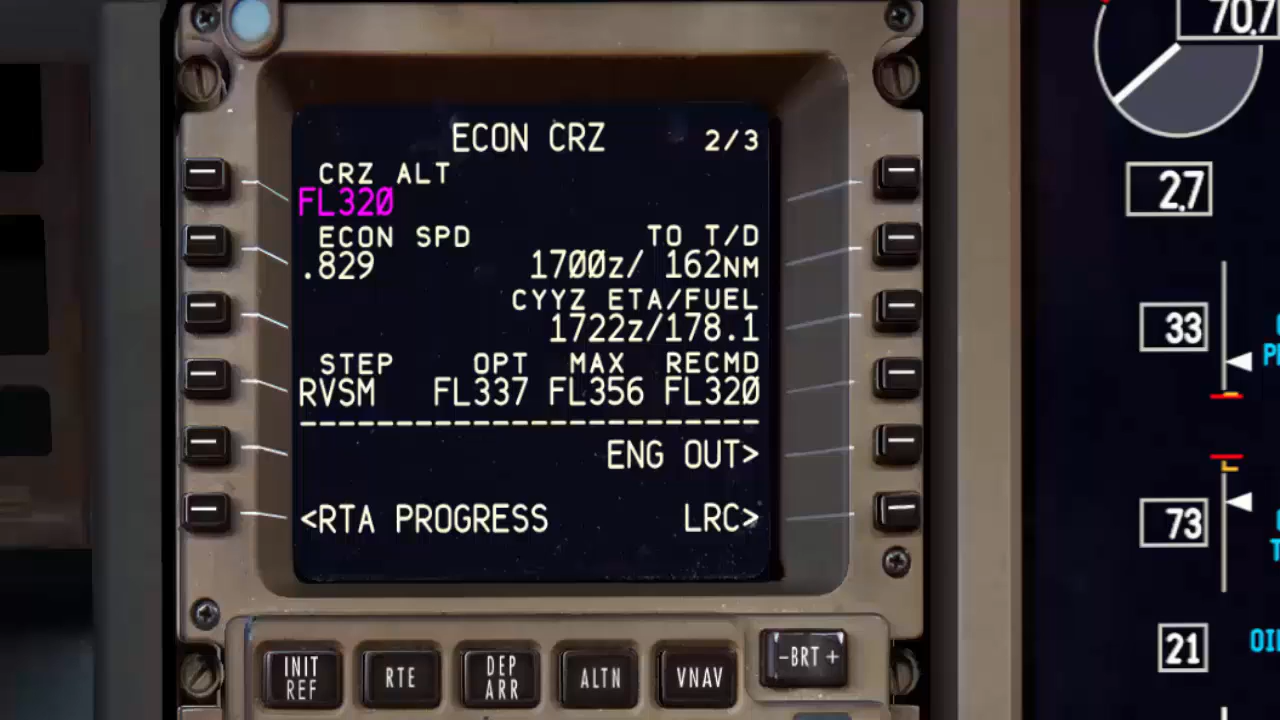 ECON CRZ 2/3
CRZ ALT
FL320
ECON SPD TO T/D
.829 1700z/ 162NM
CYYZ ETA/FUEL
1722z/178.1
STEP OPT MAX RECMD
RVSM FL337 FL356 FL320
------------------------
ENG OUT>
<RTA PROGRESS LRC>
INIT REF
RTE
DEP ARR
ALTN
VNAV
-BRT+
70.7
2.7
33
73
21